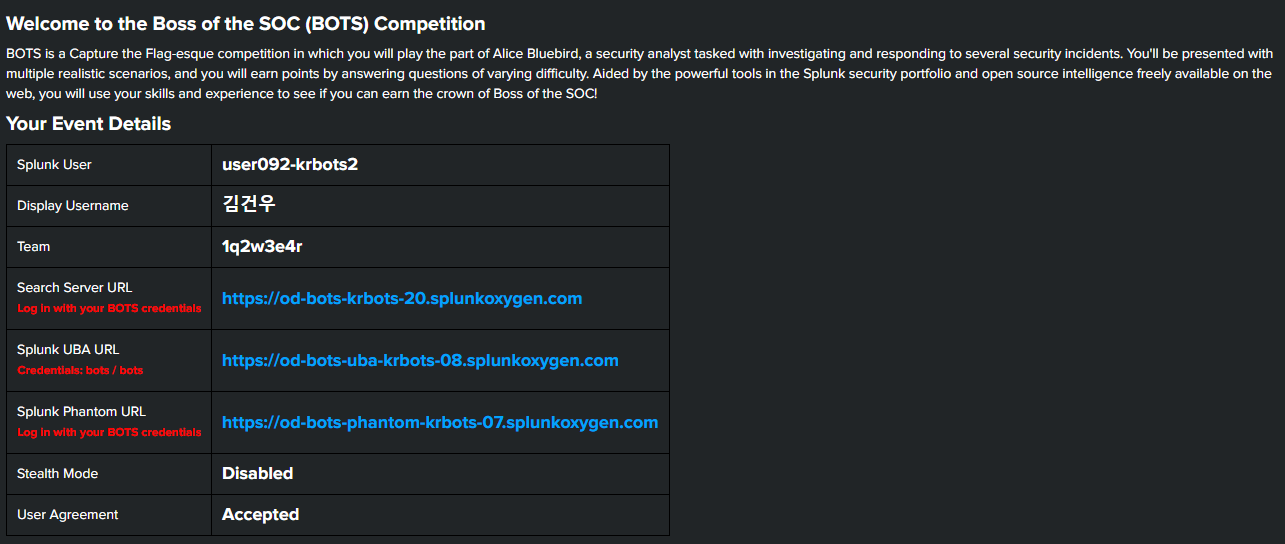 Welcome to the Boss of the SOC (BOTS) Competition
BOTS is a Capture the Flag-esque competition in which you will play the part of Alice Bluebird, a security analyst tasked with investigating and responding to several security incidents. You'll be presented with
multiple realistic scenarios, and you will earn points by answering questions of varying difficulty. Aided by the powerful tools in the Splunk security portfolio and open source intelligence freely available on the
web, you will use your skills and experience to see if you can earn the crown of Boss of the SOC!
Your Event Details
Splunk User user092-krbots2
Display Username 김건우
Team 1q2w3e4r
Search Server URL
Log in with your BOTS credentials
https://od-bots-krbots-20.splunkoxygen.com
Splunk UBA URL
Credentials: bots / bots
https://od-bots-uba-krbots-08.splunkoxygen.com
Splunk Phantom URL
Log in with your BOTS credentials
https://od-bots-phantom-krbots-07.splunkoxygen.com
Stealth Mode Disabled
User Agreement Accepted